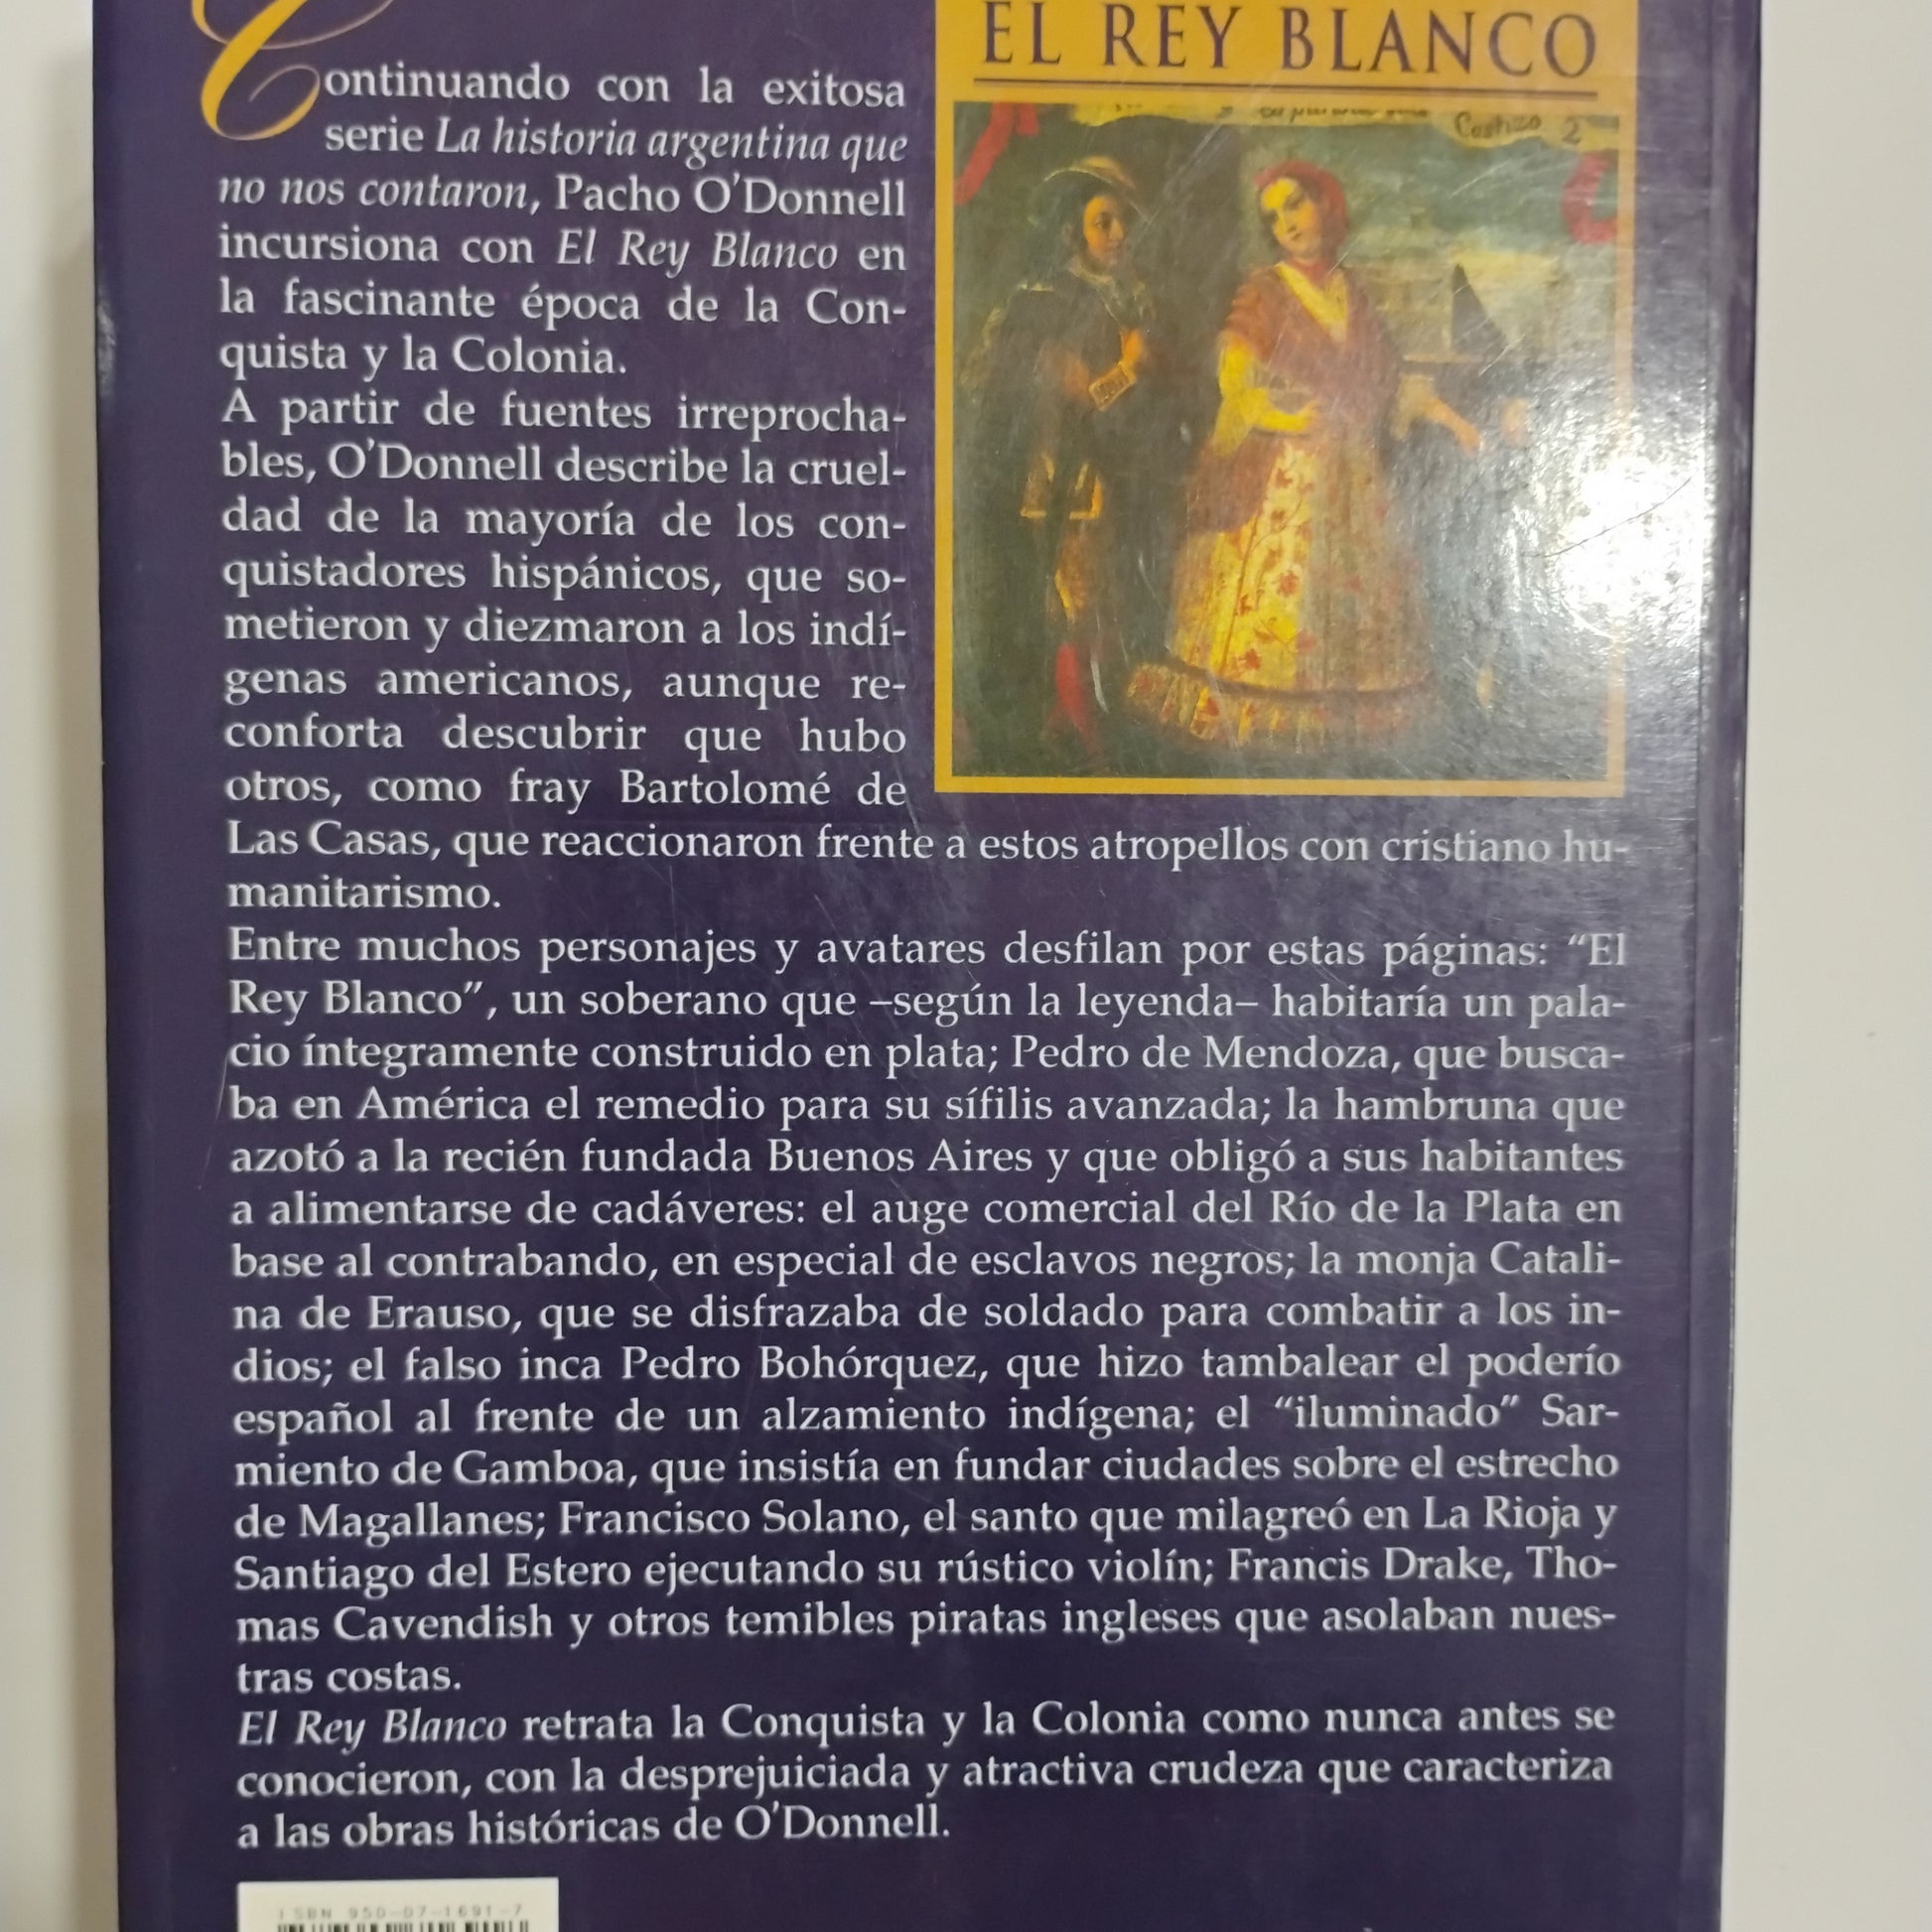 EL REY BLANCO
Castizo 2
Continuando con la exitosa
serie La historia argentina que
no nos contaron, Pacho O'Donnell
incursiona con El Rey Blanco en
la fascinante época de la Con-
quista y la Colonia.
A partir de fuentes irreprocha-
bles, O'Donnell describe la cruel-
dad de la mayoría de los con-
quistadores hispánicos, que so-
metieron y diezmaron a los indí-
genas americanos, aunque re-
conforta descubrir que hubo
otros, como fray Bartolomé de
Las Casas, que reaccionaron frente a estos atropellos con cristiano hu-
manitarismo.
Entre muchos personajes y avatares desfilan por estas páginas: “El
Rey Blanco”, un soberano que –según la leyenda– habitaría un pala-
cio íntegramente construido en plata; Pedro de Mendoza, que busca-
ba en América el remedio para su sífilis avanzada; la hambruna que
azotó a la recién fundada Buenos Aires y que obligó a sus habitantes
a alimentarse de cadáveres: el auge comercial del Río de la Plata en
base al contrabando, en especial de esclavos negros; la monja Catali-
na de Erauso, que se disfrazaba de soldado para combatir a los in-
dios; el falso inca Pedro Bohórquez, que hizo tambalear el poderío
español al frente de un alzamiento indígena; el “iluminado” Sar-
miento de Gamboa, que insistía en fundar ciudades sobre el estrecho
de Magallanes; Francisco Solano, el santo que milagreó en La Rioja y
Santiago del Estero ejecutando su rústico violín; Francis Drake, Tho-
mas Cavendish y otros temibles piratas ingleses que asolaban nues-
tras costas.
El Rey Blanco retrata la Conquista y la Colonia como nunca antes se
conocieron, con la desprejuiciada y atractiva crudeza que caracteriza
a las obras históricas de O'Donnell.
ISBN 950-07-1691-7